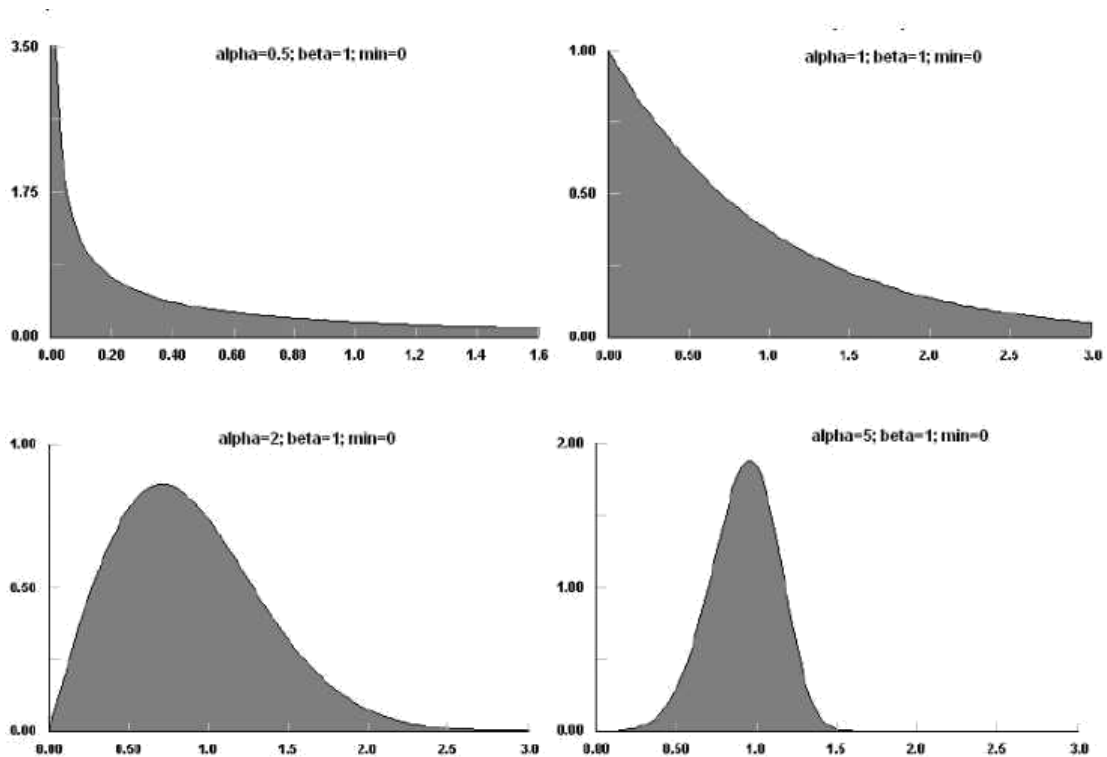 alpha=0.5; beta=1; min=0
3.50
1.75
0.00
0.00 0.20 0.40 0.60 0.80 1.0 1.2 1.4 1.6
alpha=1; beta=1; min=0
1.00
0.50
0.00
0.00 0.50 1.0 1.5 2.0 2.5 3.0
alpha=2; beta=1; min=0
1.00
0.50
0.00
0.00 0.50 1.0 1.5 2.0 2.5 3.0
alpha=5; beta=1; min=0
2.00
1.00
0.00
0.00 0.50 1.0 1.5 2.0 2.5 3.0